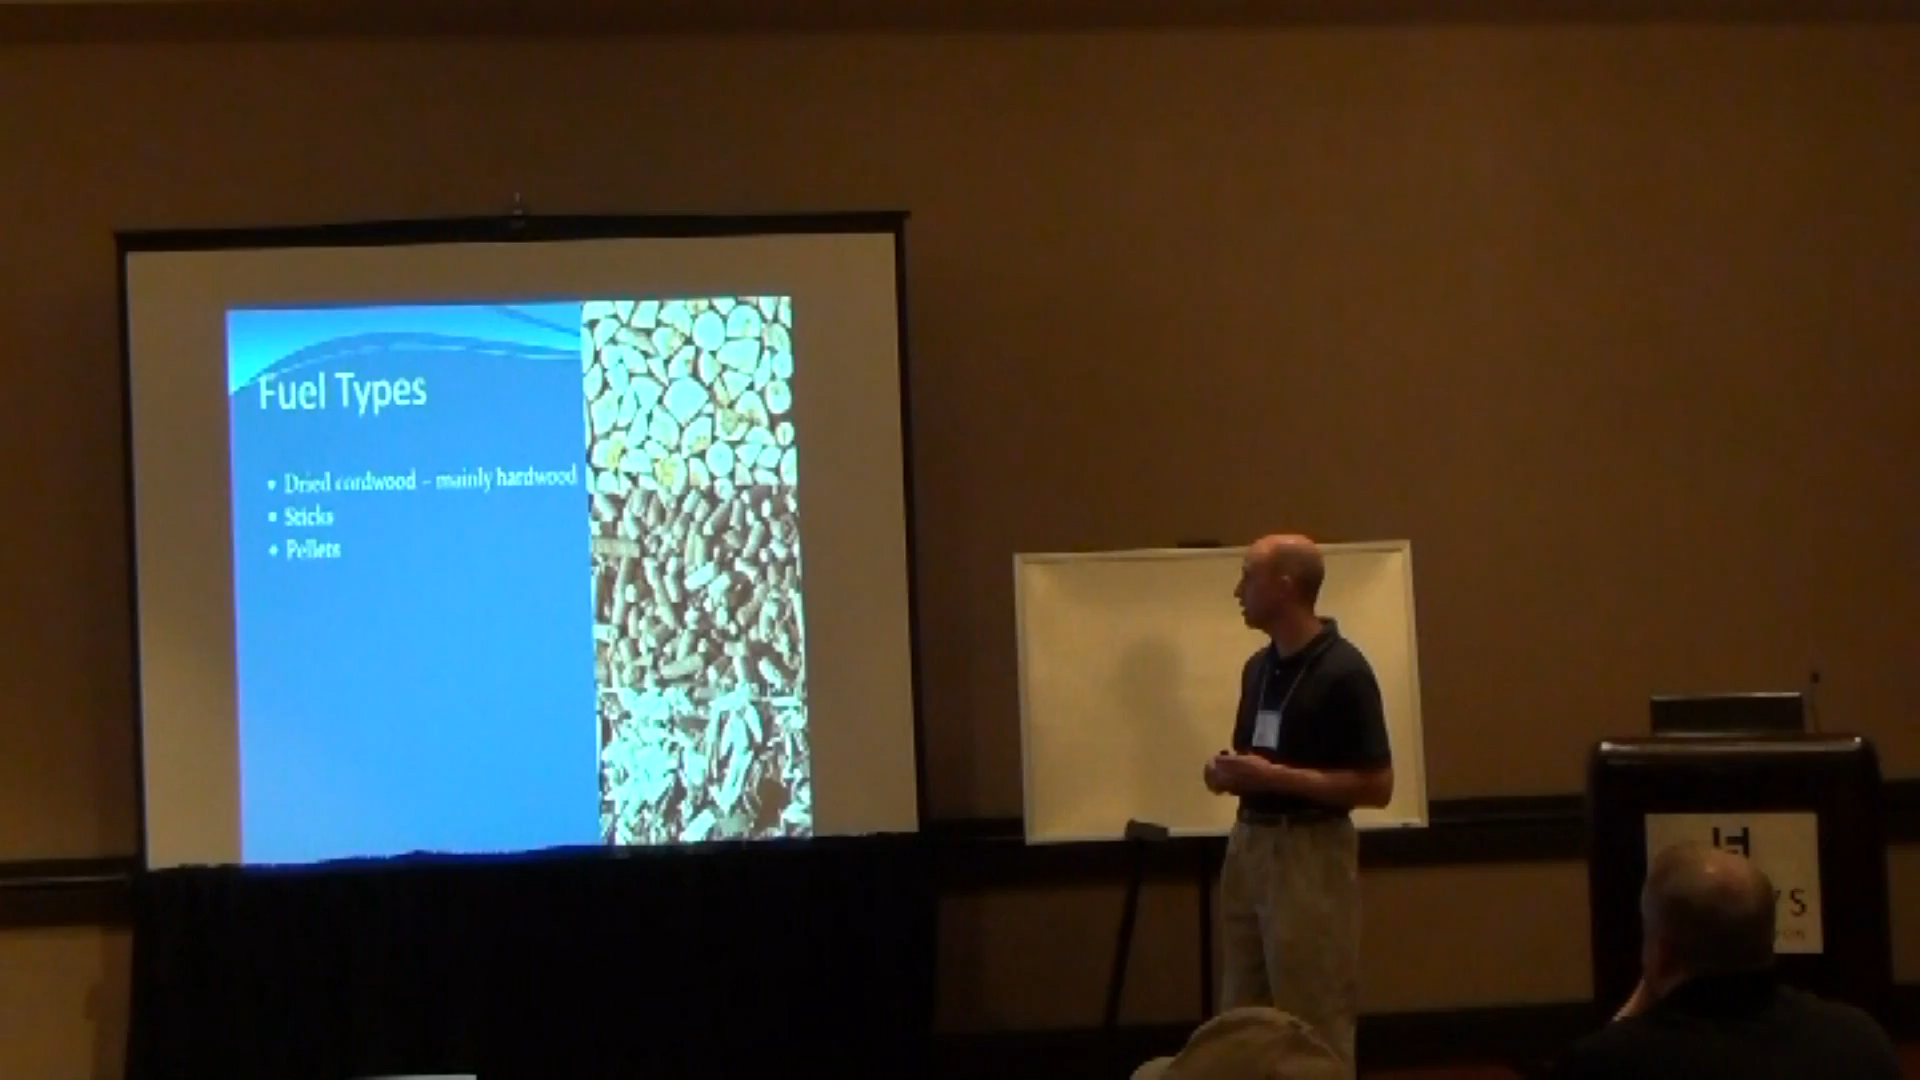 Fuel Types
• Dried cordwood – mainly hardwood
• Sticks
• Pellets